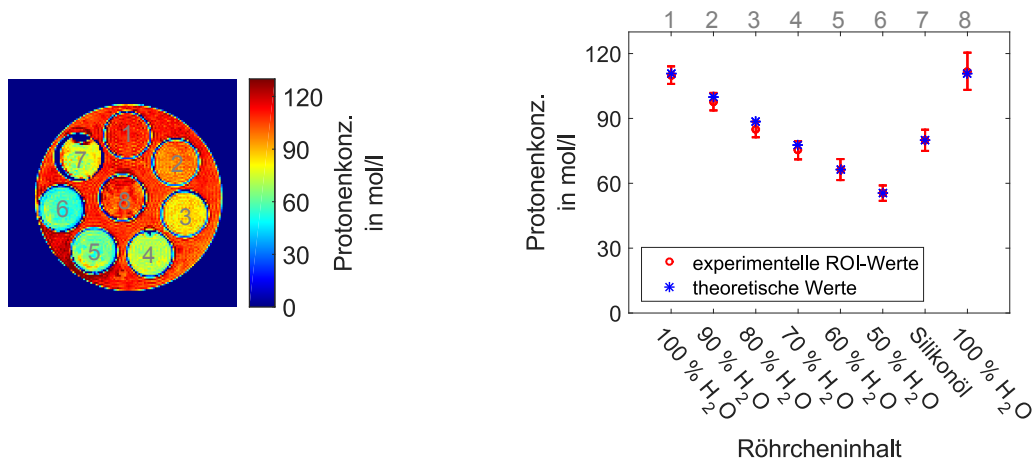 1
2
3
4
5
6
7
8
120
90
60
30
0
Protonenkonz.
in mol/l
1 2 3 4 5 6 7 8
120
90
60
30
0
Protonenkonz.
in mol/l
experimentelle ROI-Werte
theoretische Werte
100 % H₂O
90 % H₂O
80 % H₂O
70 % H₂O
60 % H₂O
50 % H₂O
Silikonöl
100 % H₂O
Röhrcheninhalt